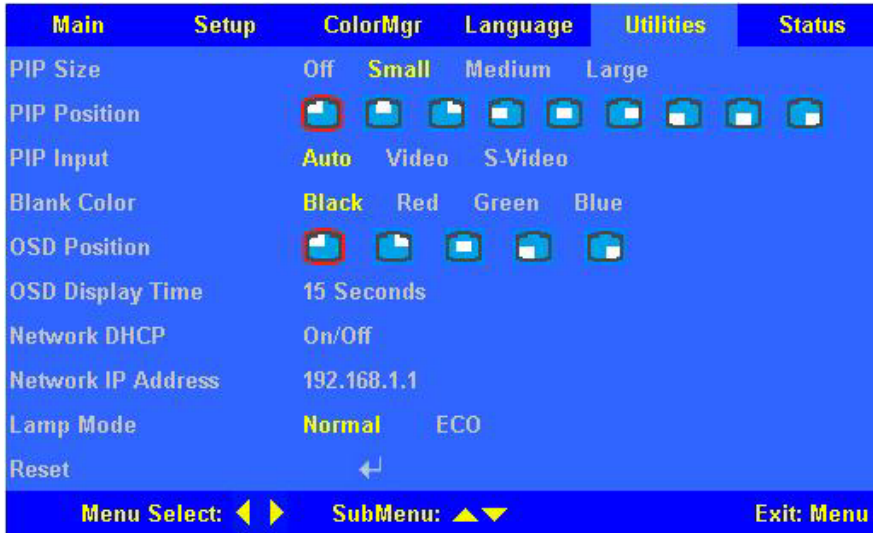 Main Setup ColorMgr Language Utilities Status
PIP Size Off Small Medium Large
PIP Position
PIP Input Auto Video S-Video
Blank Color Black Red Green Blue
OSD Position
OSD Display Time 15 Seconds
Network DHCP On/Off
Network IP Address 192.168.1.1
Lamp Mode Normal ECO
Reset
Menu Select: SubMenu: Exit: Menu